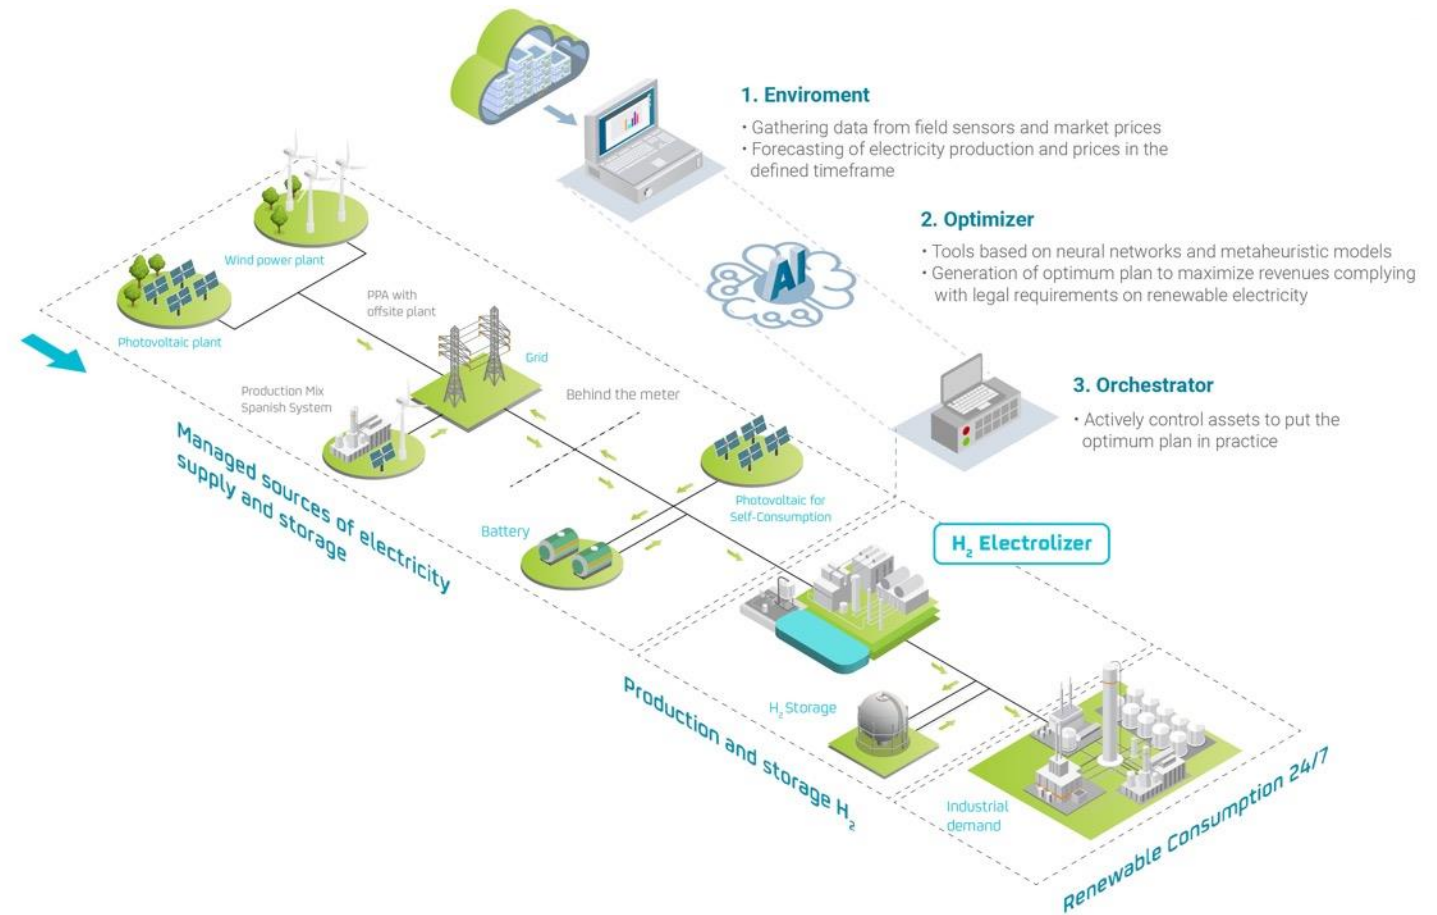 1. Enviroment
• Gathering data from field sensors and market prices
• Forecasting of electricity production and prices in the
defined timeframe
2. Optimizer
• Tools based on neural networks and metaheuristic models
• Generation of optimum plan to maximize revenues complying
with legal requirements on renewable electricity
AI
3. Orchestrator
• Actively control assets to put the
optimum plan in practice
Wind power plant
Photovoltaic plant
PPA with
offsite plant
Grid
Production Mix
Spanish System
Behind the meter
Photovoltaic for
Self-Consumption
Battery
Managed sources of electricity
supply and storage
H₂ Electrolizer
H₂ Storage
Production and storage H₂
Industrial
demand
Renewable Consumption 24/7